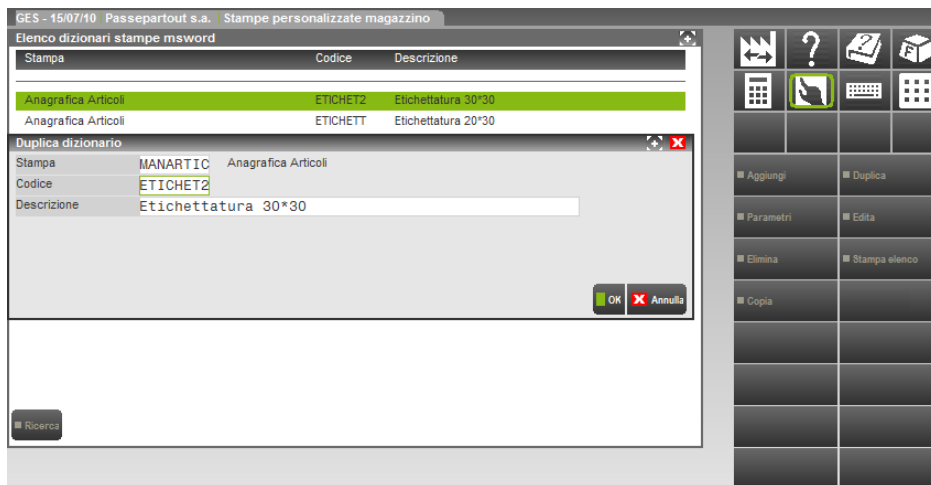 GES - 15/07/10 Passepartout s.a. Stampe personalizzate magazzino
Elenco dizionari stampe msword
Stampa Codice Descrizione
Anagrafica Articoli ETICHET2 Etichettatura 30*30
Anagrafica Articoli ETICHETT Etichettatura 20*30
Duplica dizionario
Stampa MANARTIC Anagrafica Articoli
Codice ETICHET2
Descrizione Etichettatura 30*30
OK Annulla
Ricerca
Aggiungi Duplica
Parametri Edita
Elimina Stampa elenco
Copia